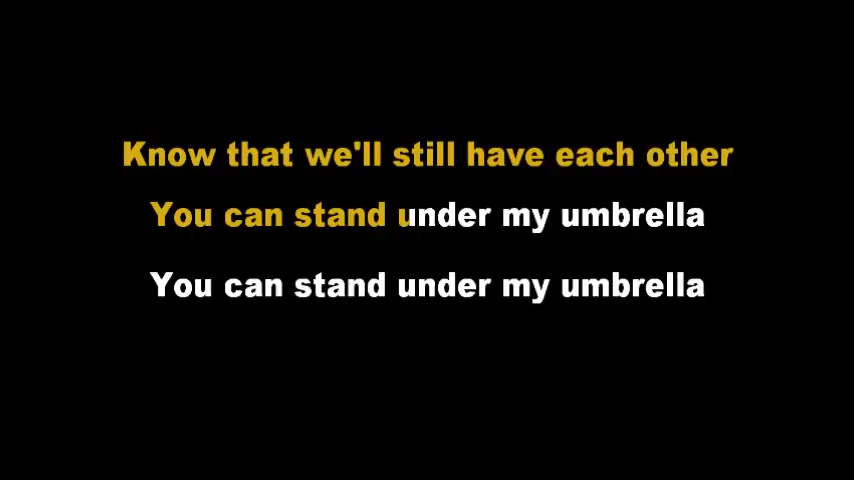 Know that we'll still have each other
You can stand under my umbrella
You can stand under my umbrella